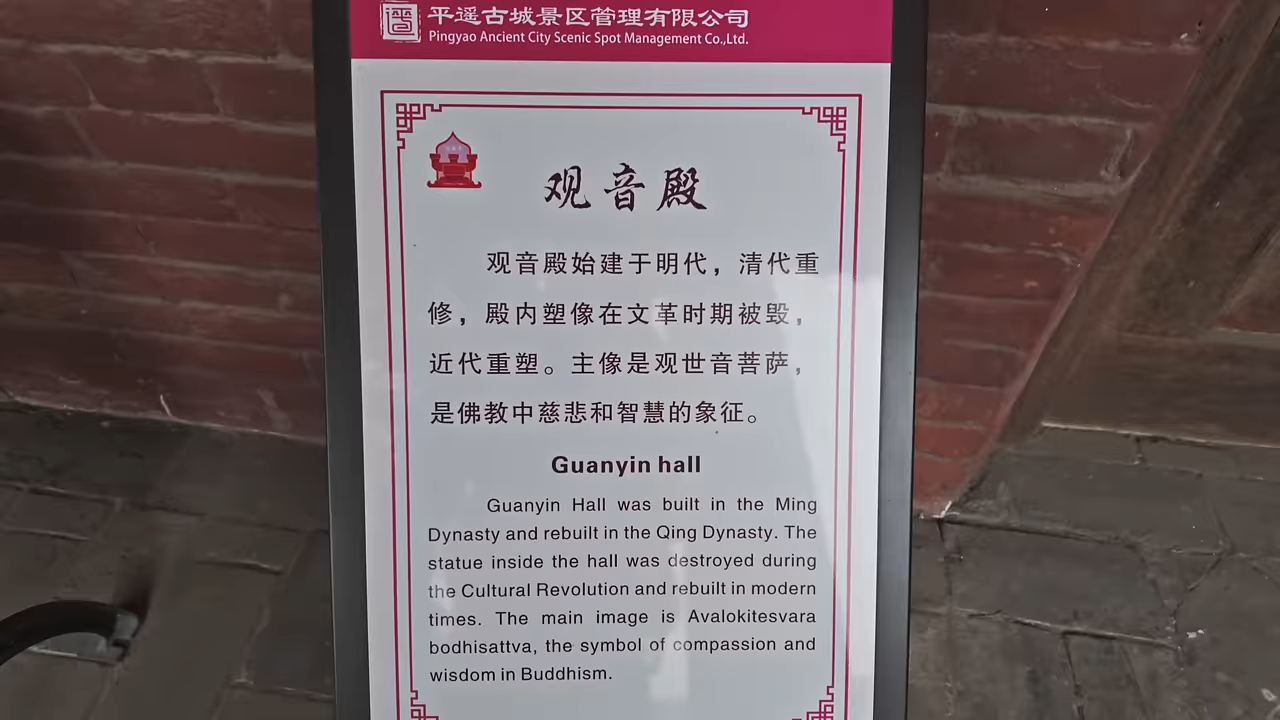 平遥古城景区管理有限公司
Pingyao Ancient City Scenic Spot Management Co.,Ltd.
观音殿
观音殿始建于明代，清代重
修，殿内塑像在文革时期被毁，
近代重塑。主像是观世音菩萨，
是佛教中慈悲和智慧的象征。
Guanyin hall
Guanyin Hall was built in the Ming
Dynasty and rebuilt in the Qing Dynasty. The
statue inside the hall was destroyed during
the Cultural Revolution and rebuilt in modern
times. The main image is Avalokitesvara
bodhisattva, the symbol of compassion and
wisdom in Buddhism.